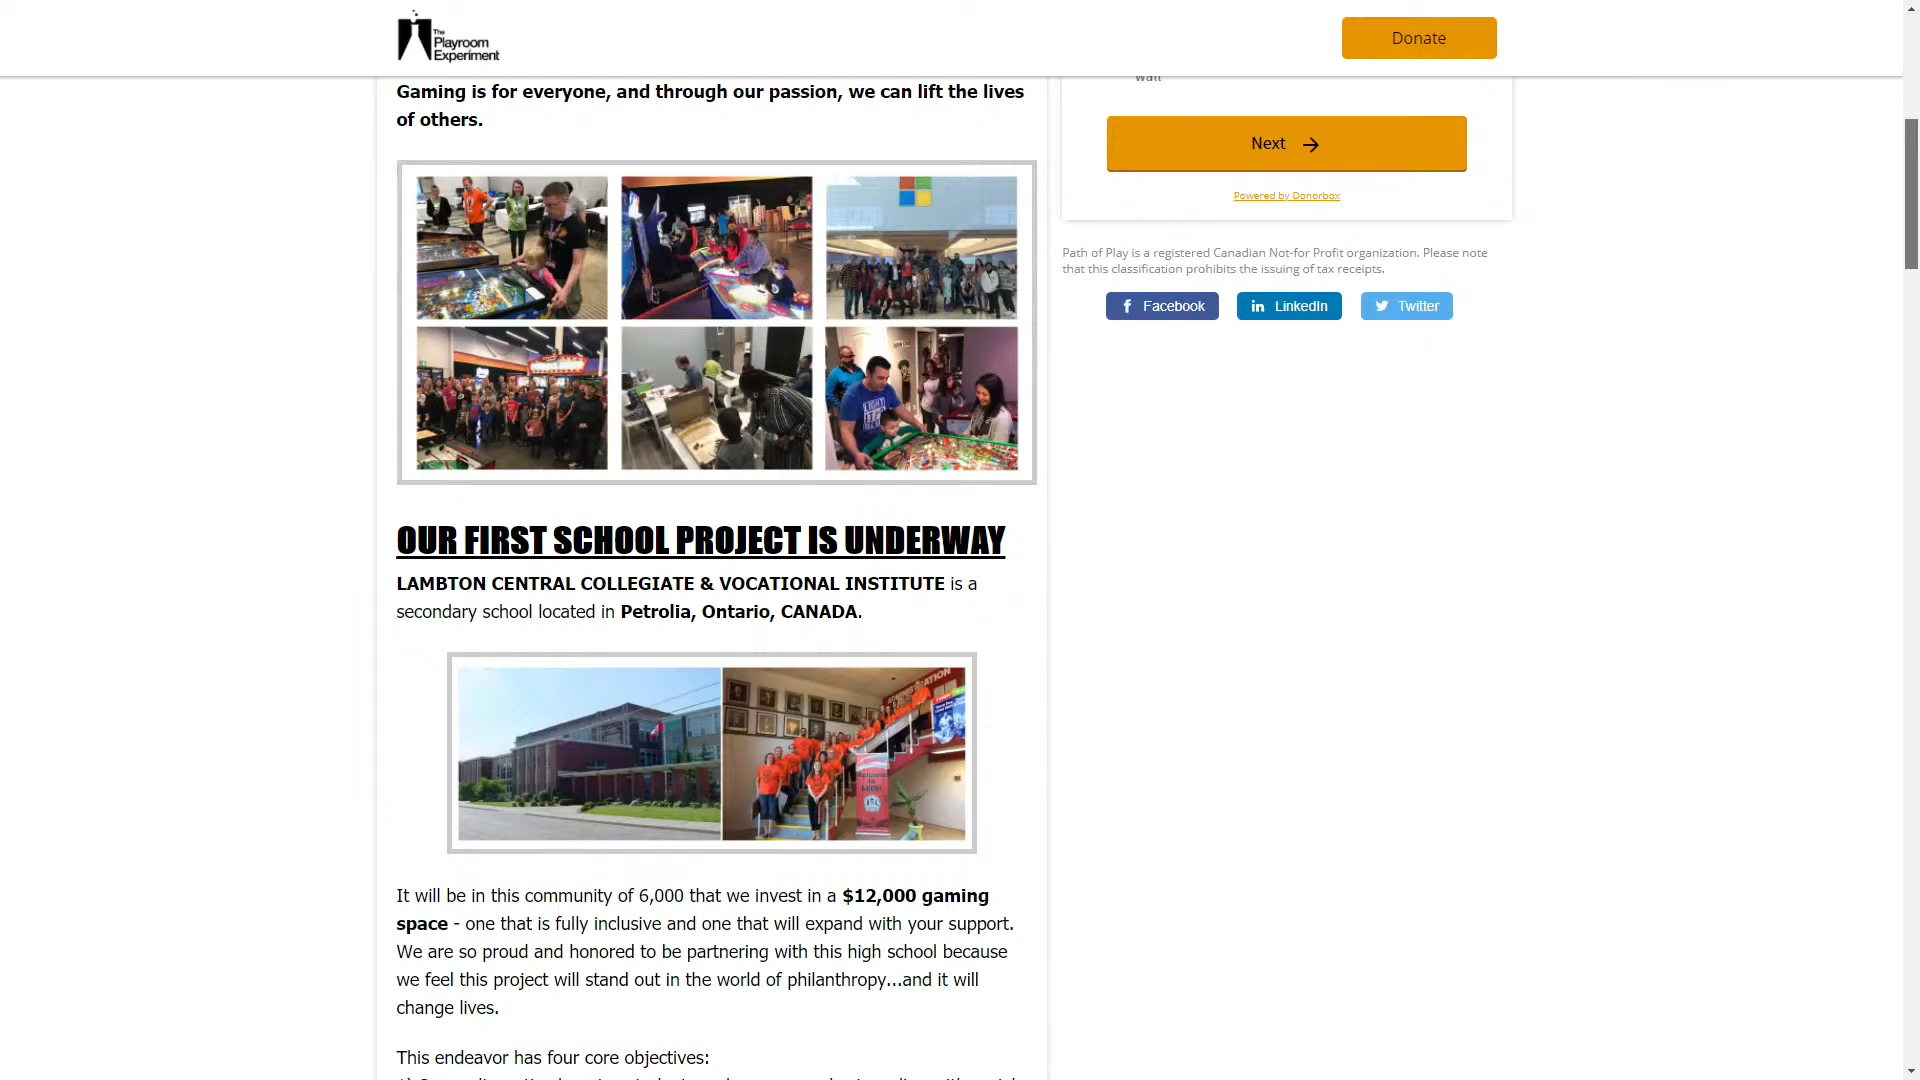 The
Playroom
Experiment
Donate
Gaming is for everyone, and through our passion, we can lift the lives
of others.
Next
Powered by Donorbox
Path of Play is a registered Canadian Not-for Profit organization. Please note
that this classification prohibits the issuing of tax receipts.
Facebook
LinkedIn
Twitter
OUR FIRST SCHOOL PROJECT IS UNDERWAY
LAMBTON CENTRAL COLLEGIATE & VOCATIONAL INSTITUTE is a
secondary school located in Petrolia, Ontario, CANADA.
ADMINISTRATION
It will be in this community of 6,000 that we invest in a $12,000 gaming
space - one that is fully inclusive and one that will expand with your support.
We are so proud and honored to be partnering with this high school because
we feel this project will stand out in the world of philanthropy...and it will
change lives.
This endeavor has four core objectives: